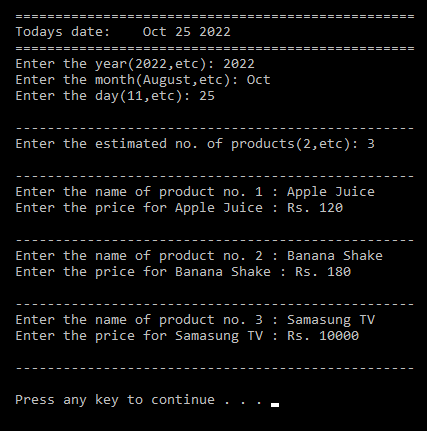 ==================================================
Todays date:    Oct 25 2022
==================================================
Enter the year(2022,etc): 2022
Enter the month(August,etc): Oct
Enter the day(11,etc): 25
--------------------------------------------------
Enter the estimated no. of products(2,etc): 3
--------------------------------------------------
Enter the name of product no. 1 : Apple Juice
Enter the price for Apple Juice : Rs. 120
--------------------------------------------------
Enter the name of product no. 2 : Banana Shake
Enter the price for Banana Shake : Rs. 180
--------------------------------------------------
Enter the name of product no. 3 : Samasung TV
Enter the price for Samasung TV : Rs. 10000
--------------------------------------------------
Press any key to continue . . .